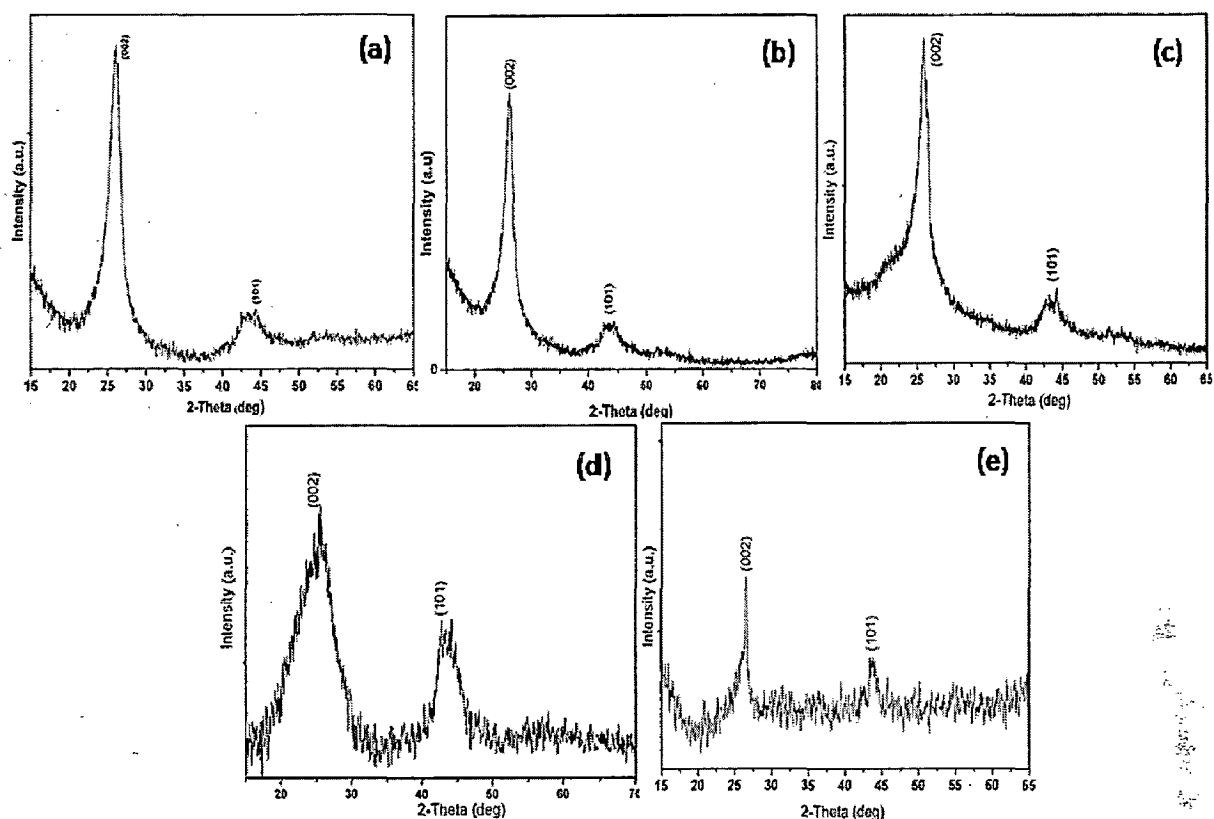 (a)
(002)
(101)
Intensity (a.u.)
15 20 25 30 35 40 45 50 55 60 65
2-Theta (deg)
(b)
(002)
(101)
Intensity (a.u)
0
20 30 40 50 60 70 80
2-Theta (deg)
(c)
(002)
(101)
Intensity (a.u.)
15 20 25 30 35 40 45 50 55 60 65
2-Theta (deg)
(d)
(002)
(101)
Intensity (a.u.)
20 30 40 50 60 70
2-Theta (deg)
(e)
(002)
(101)
Intensity (a.u.)
15 20 25 30 35 40 45 50 55 60 65
2-Theta (deg)